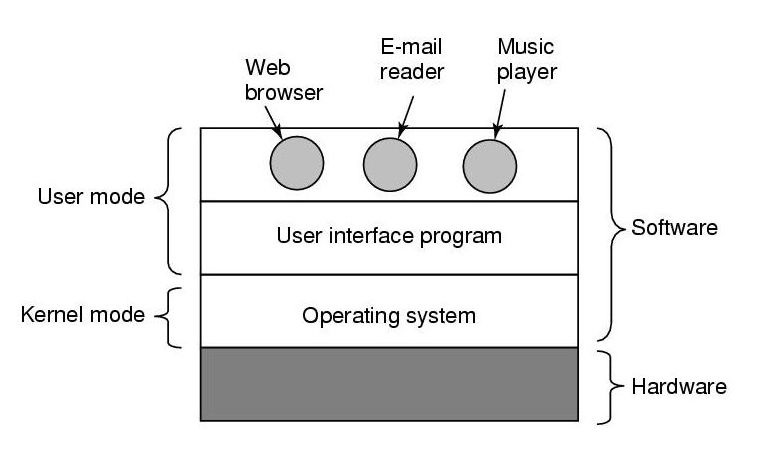 E-mail
reader
Music
player
Web
browser
User mode
User interface program
Software
Kernel mode
Operating system
Hardware